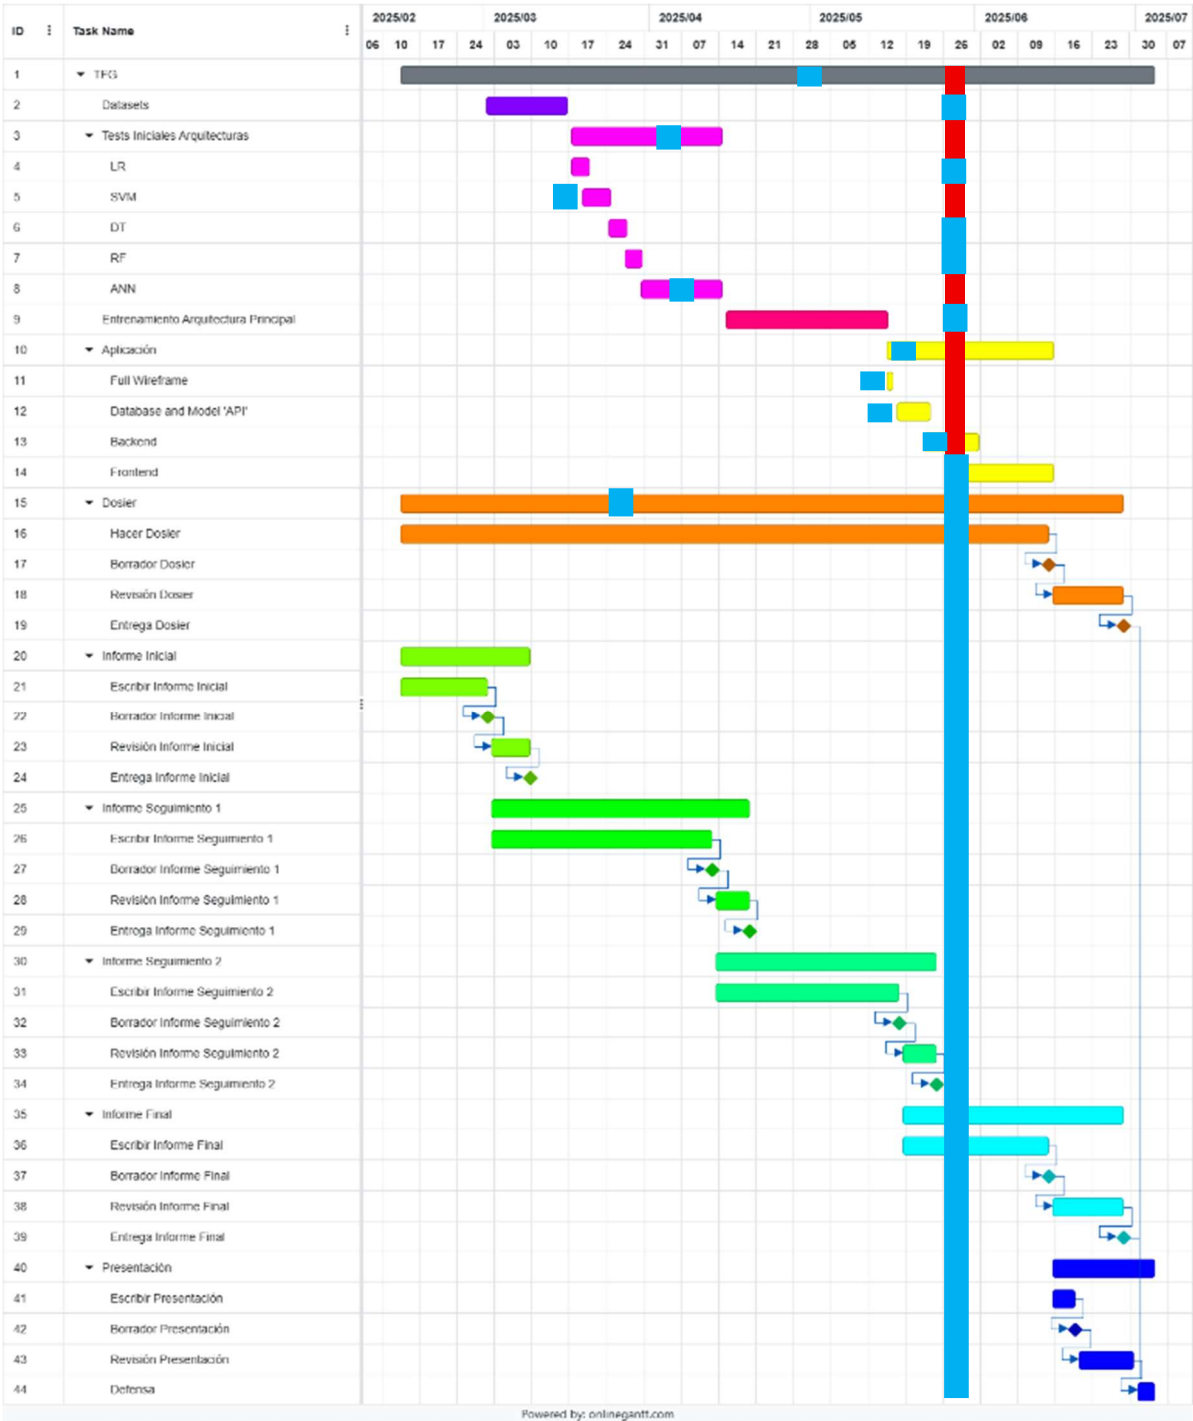 2025/02 2025/03 2025/04 2025/05 2025/06 2025/07
ID Task Name 06 10 17 24 03 10 17 24 31 07 14 21 28 05 12 19 26 02 09 16 23 30 07
1 TFG
2 Datasets
3 Tests Iniciales Arquitecturas
4 LR
5 SVM
6 DT
7 RF
8 ANN
9 Entrenamiento Arquitectura Principal
10 Aplicación
11 Full Wireframe
12 Database and Model 'API'
13 Backend
14 Frontend
15 Dosier
16 Hacer Dosier
17 Borrador Dosier
18 Revisión Dosier
19 Entrega Dosier
20 Informe Inicial
21 Escribir Informe Inicial
22 Borrador Informe Inicial
23 Revisión Informe Inicial
24 Entrega Informe Inicial
25 Informe Seguimiento 1
26 Escribir Informe Seguimiento 1
27 Borrador Informe Seguimiento 1
28 Revisión Informe Seguimiento 1
29 Entrega Informe Seguimiento 1
30 Informe Seguimiento 2
31 Escribir Informe Seguimiento 2
32 Borrador Informe Seguimiento 2
33 Revisión Informe Seguimiento 2
34 Entrega Informe Seguimiento 2
35 Informe Final
36 Escribir Informe Final
37 Borrador Informe Final
38 Revisión Informe Final
39 Entrega Informe Final
40 Presentación
41 Escribir Presentación
42 Borrador Presentación
43 Revisión Presentación
44 Defensa
Powered by: onlinegantt.com